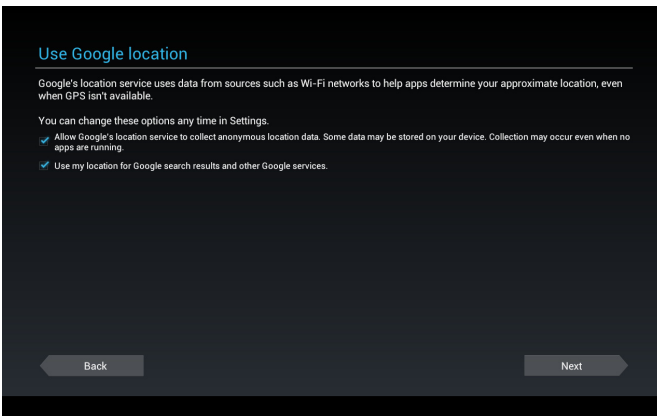 Use Google location
Google's location service uses data from sources such as Wi-Fi networks to help apps determine your approximate location, even
when GPS isn't available.
You can change these options any time in Settings.
Allow Google's location service to collect anonymous location data. Some data may be stored on your device. Collection may occur even when no
apps are running.
Use my location for Google search results and other Google services.
Back
Next